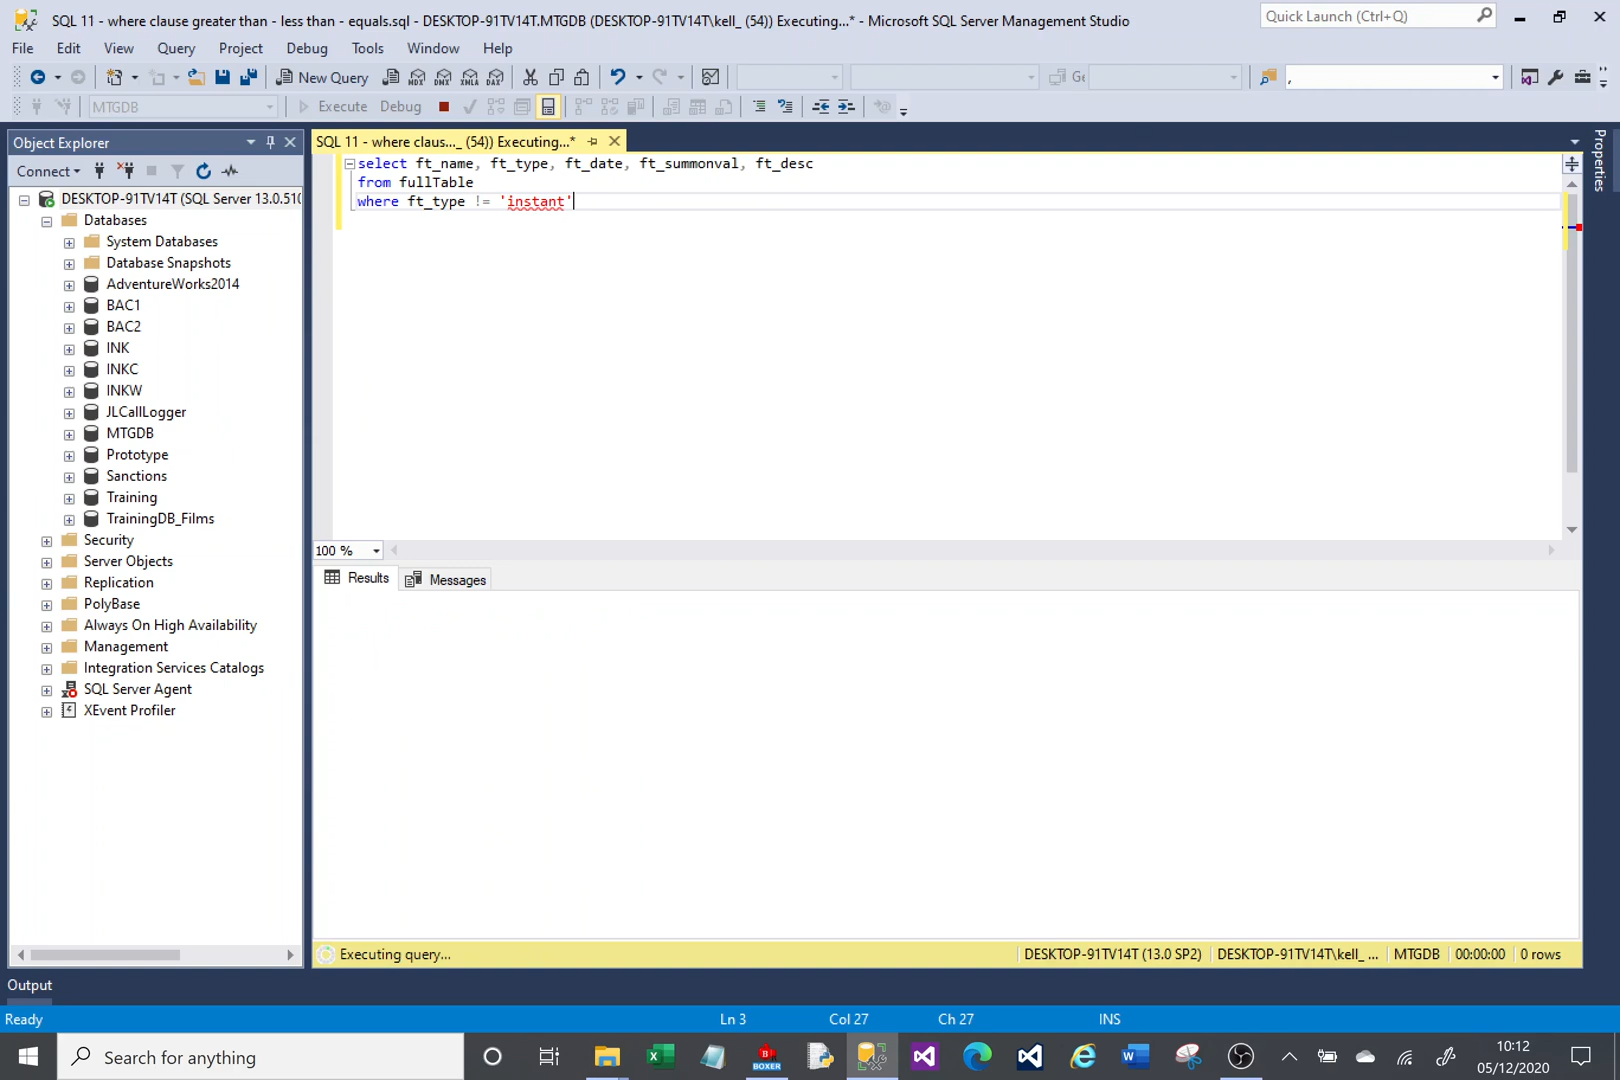 SQL 11 - where clause greater than - less than - equals.sql - DESKTOP-91TV14T.MTGDB (DESKTOP-91TV14T\kell_ (54)) Executing...* - Microsoft SQL Server Management Studio
Quick Launch (Ctrl+Q)
File Edit View Query Project Debug Tools Window Help
New Query MDX DMX XMLA DAX Ge ,
MTGDB Execute Debug
Object Explorer
SQL 11 - where claus..._ (54)) Executing...*
Properties
Connect
select ft_name, ft_type, ft_date, ft_summonval, ft_desc
from fullTable
where ft_type != 'instant'
DESKTOP-91TV14T (SQL Server 13.0.510
Databases
System Databases
Database Snapshots
AdventureWorks2014
BAC1
BAC2
INK
INKC
INKW
JLCallLogger
MTGDB
Prototype
Sanctions
Training
TrainingDB_Films
Security
Server Objects
Replication
PolyBase
Always On High Availability
Management
Integration Services Catalogs
SQL Server Agent
XEvent Profiler
100 %
Results Messages
Executing query... DESKTOP-91TV14T (13.0 SP2) DESKTOP-91TV14T\kell_ ... MTGDB 00:00:00 0 rows
Output
Ready Ln 3 Col 27 Ch 27 INS
Search for anything
BOXER
10:12
05/12/2020